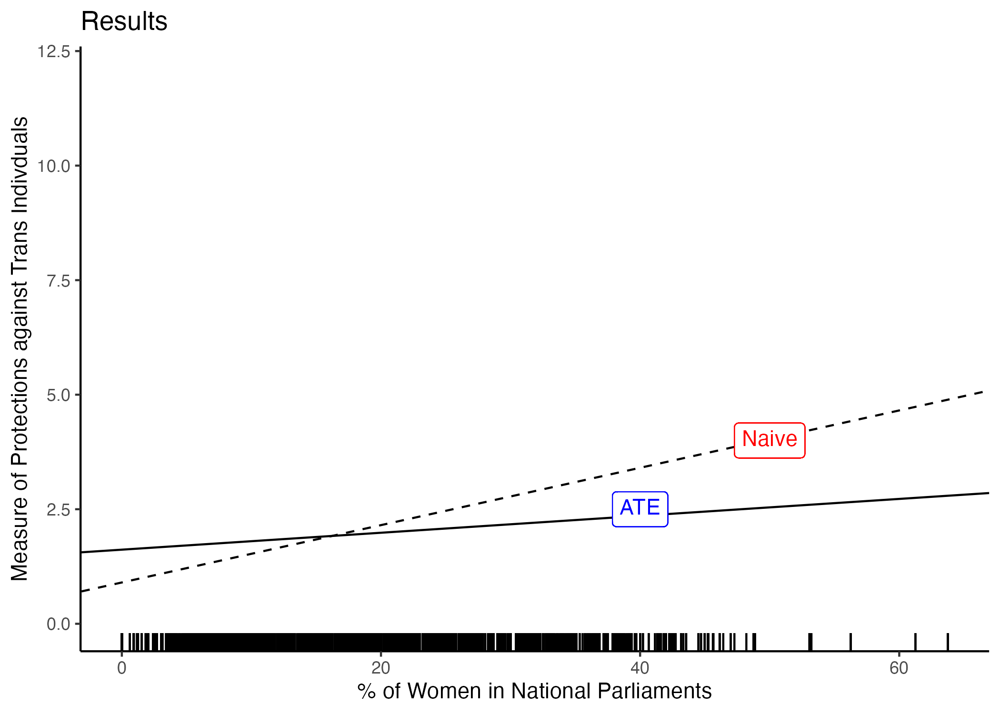 Results
12.5
10.0
7.5
5.0
2.5
0.0
Measure of Protections against Trans Indivduals
Naive
ATE
0 20 40 60
% of Women in National Parliaments